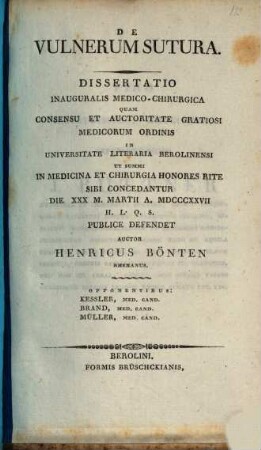 DE
VULNERUM SUTURA.
DISSERTATIO
INAUGURALIS MEDICO-CHIRURGICA
QUAM
CONSENSU ET AUCTORITATE GRATIOSI
MEDICORUM ORDINIS
IN
UNIVERSITATE LITERARIA BEROLINENSI
UT SUMMI
IN MEDICINA ET CHIRURGIA HONORES RITE
SIBI CONCEDANTUR
DIE XXX M. MARTII A. MDCCCXXVII
H. L. Q. S.
PUBLICE DEFENDET
AUCTOR
HENRICUS BÖNTEN
RHENANUS.
OPPONENTIBUS:
KESSLER, MED. CAND.
BRAND, MED. CAND.
MÜLLER, MED. CAND.
BEROLINI,
FORMIS BRÜSCHCKIANIS,